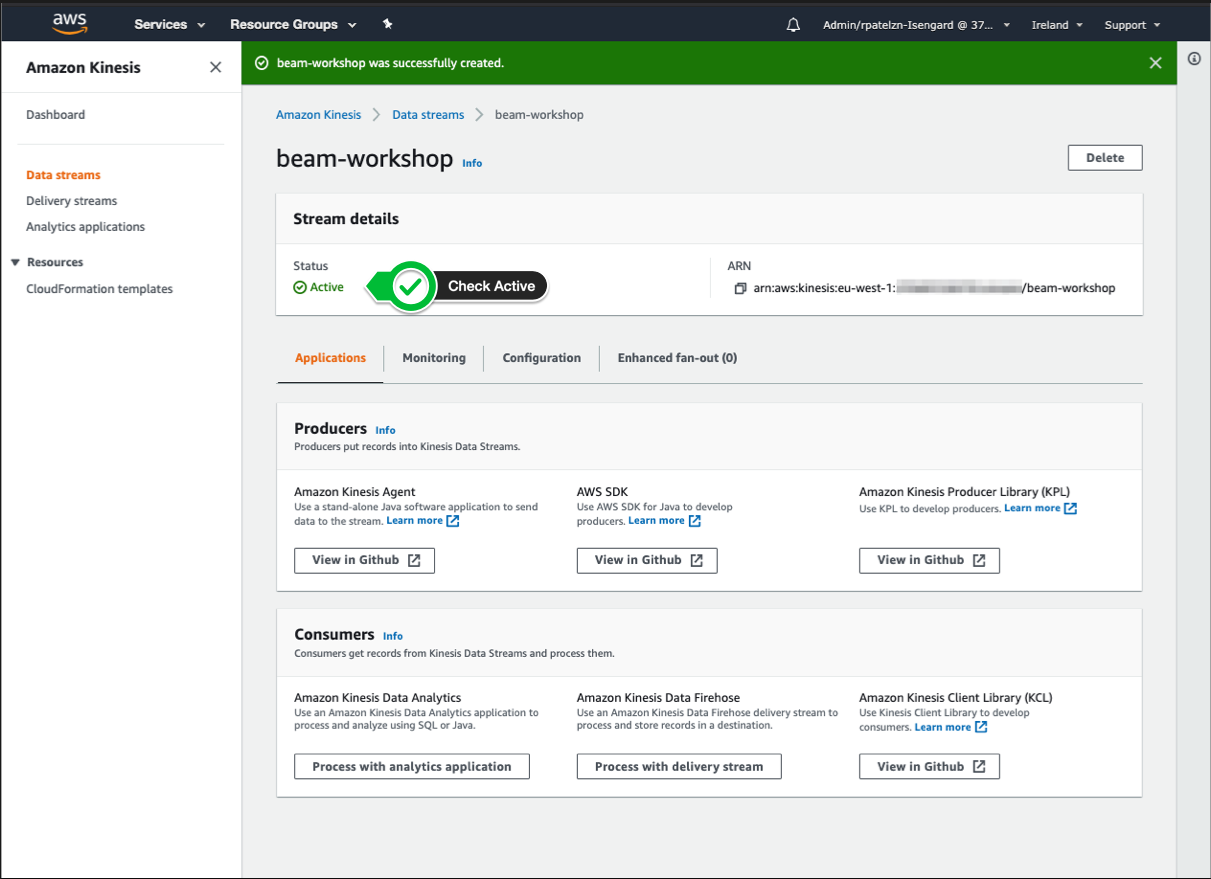 aws Services Resource Groups Admin/rpatelzn-Isengard @ 37... Ireland Support
Amazon Kinesis
beam-workshop was successfully created.
Dashboard
Data streams
Delivery streams
Analytics applications
Resources
CloudFormation templates
Amazon Kinesis Data streams beam-workshop
beam-workshop Info
Delete
Stream details
Status
Active
Check Active
ARN
arn:aws:kinesis:eu-west-1: /beam-workshop
Applications Monitoring Configuration Enhanced fan-out (0)
Producers Info
Producers put records into Kinesis Data Streams.
Amazon Kinesis Agent
Use a stand-alone Java software application to send
data to the stream. Learn more
View in Github
AWS SDK
Use AWS SDK for Java to develop
producers. Learn more
View in Github
Amazon Kinesis Producer Library (KPL)
Use KPL to develop producers. Learn more
View in Github
Consumers Info
Consumers get records from Kinesis Data Streams and process them.
Amazon Kinesis Data Analytics
Use an Amazon Kinesis Data Analytics application to
process and analyze using SQL or Java.
Process with analytics application
Amazon Kinesis Data Firehose
Use an Amazon Kinesis Data Firehose delivery stream to
process and store records in a destination.
Process with delivery stream
Amazon Kinesis Client Library (KCL)
Use Kinesis Client Library to develop
consumers. Learn more
View in Github